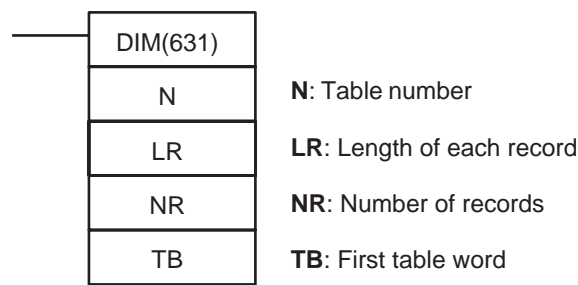 DIM(631)
N
N: Table number
LR
LR: Length of each record
NR
NR: Number of records
TB
TB: First table word